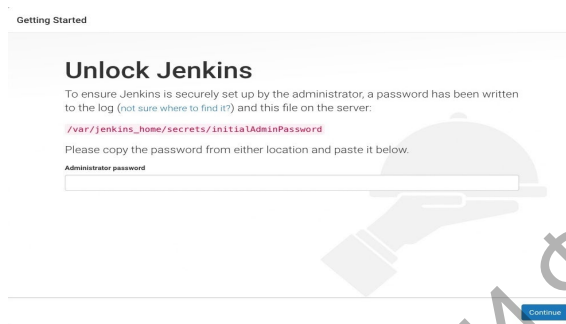 Getting Started
Unlock Jenkins
To ensure Jenkins is securely set up by the administrator, a password has been written
to the log (not sure where to find it?) and this file on the server:
/var/jenkins_home/secrets/initialAdminPassword
Please copy the password from either location and paste it below.
Administrator password
Continue